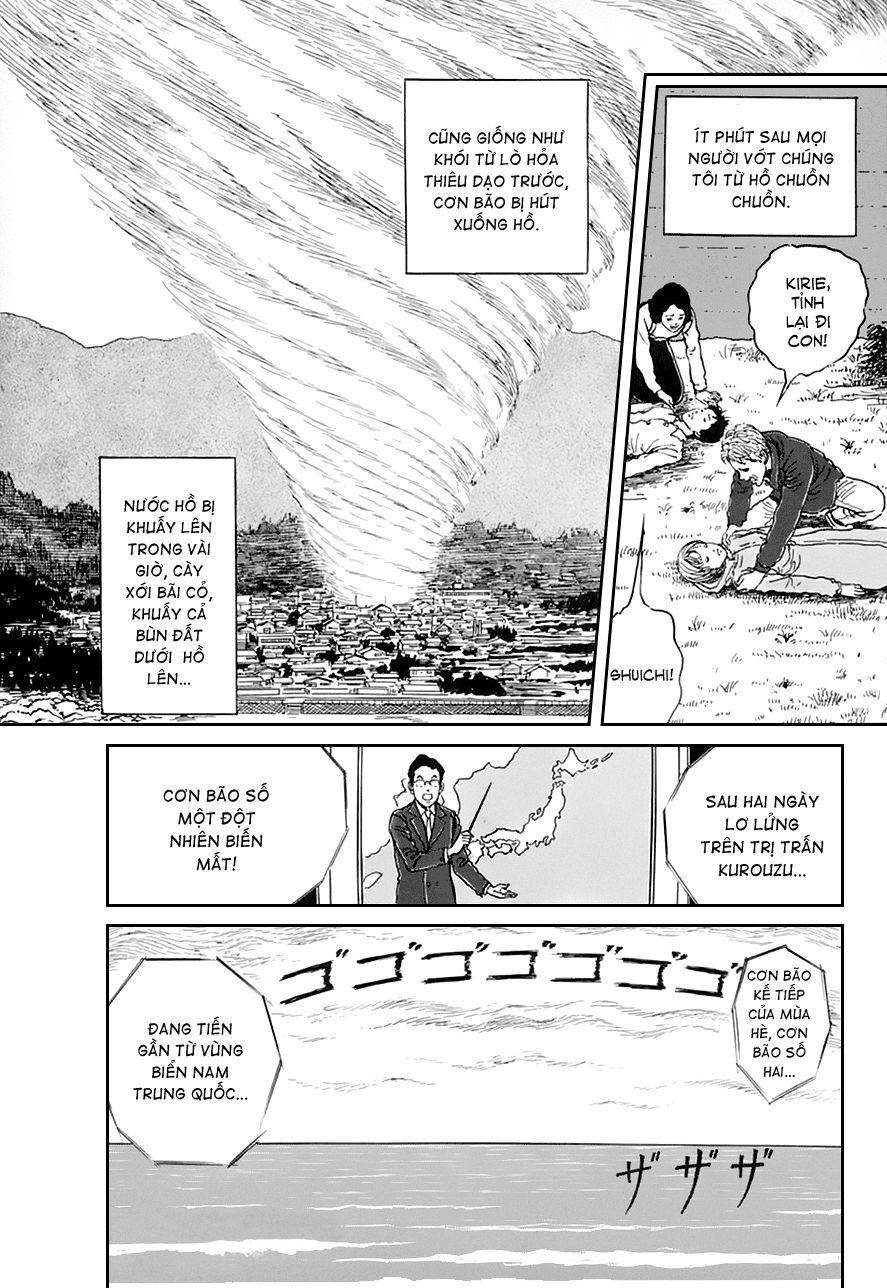 ÍT PHÚT SAU MỌI
NGƯỜI VỚT CHÚNG
TÔI TỪ HỒ CHUỒN
CHUỒN.
KIRIE,
TỈNH
LẠI ĐI
CON!
SHUICHI!
CŨNG GIỐNG NHƯ
KHÓI TỪ LÒ HỎA
THIÊU DẠO TRƯỚC,
CƠN BÃO BỊ HÚT
XUỐNG HỒ.
NƯỚC HỒ BỊ
KHUẤY LÊN
TRONG VÀI
GIỜ, CÀY
XỚI BÃI CỎ,
KHUẤY CẢ
BÙN ĐẤT
DƯỚI HỒ
LÊN...
SAU HAI NGÀY
LƠ LỬNG
TRÊN TRỊ TRẤN
KUROUZU...
CƠN BÃO SỐ
MỘT ĐỘT
NHIÊN BIẾN
MẤT!
CƠN BÃO
KẾ TIẾP
CỦA MÙA
HÈ, CƠN
BÃO SỐ
HAI...
ゴゴゴゴゴゴゴ
ĐANG TIẾN
GẦN TỪ VÙNG
BIỂN NAM
TRUNG QUỐC...
ザザザ